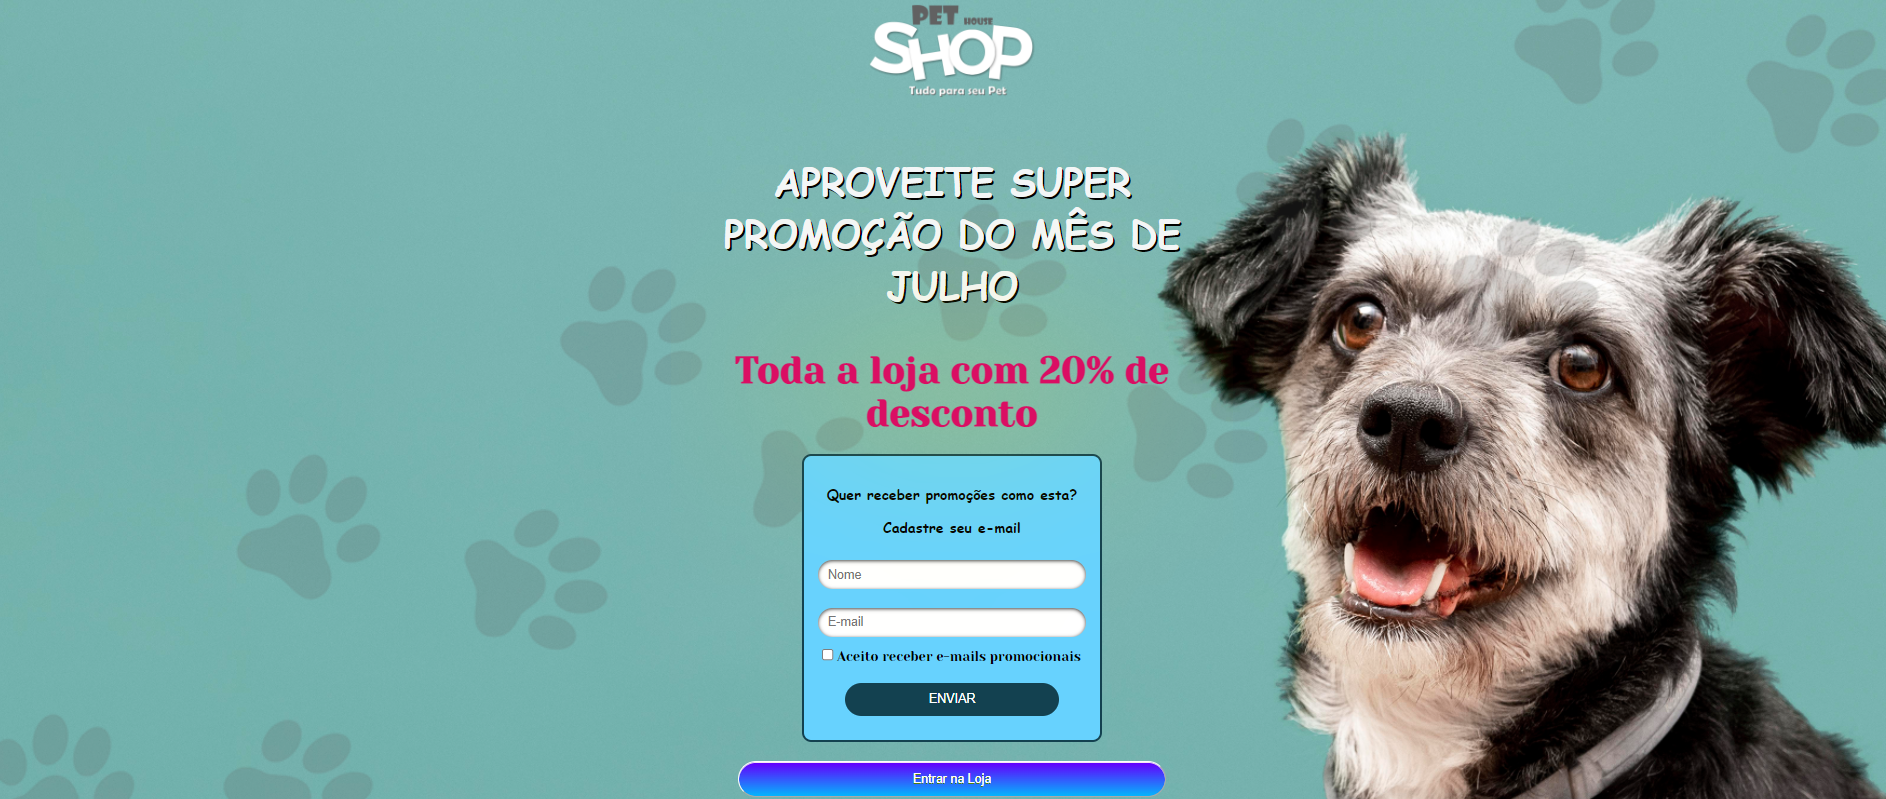 PET HOUSE
SHOP
Tudo para seu Pet
APROVEITE SUPER
PROMOÇÃO DO MÊS DE
JULHO
Toda a loja com 20% de
desconto
Quer receber promoções como esta?
Cadastre seu e-mail
Nome
E-mail
Aceito receber e-mails promocionais
ENVIAR
Entrar na Loja